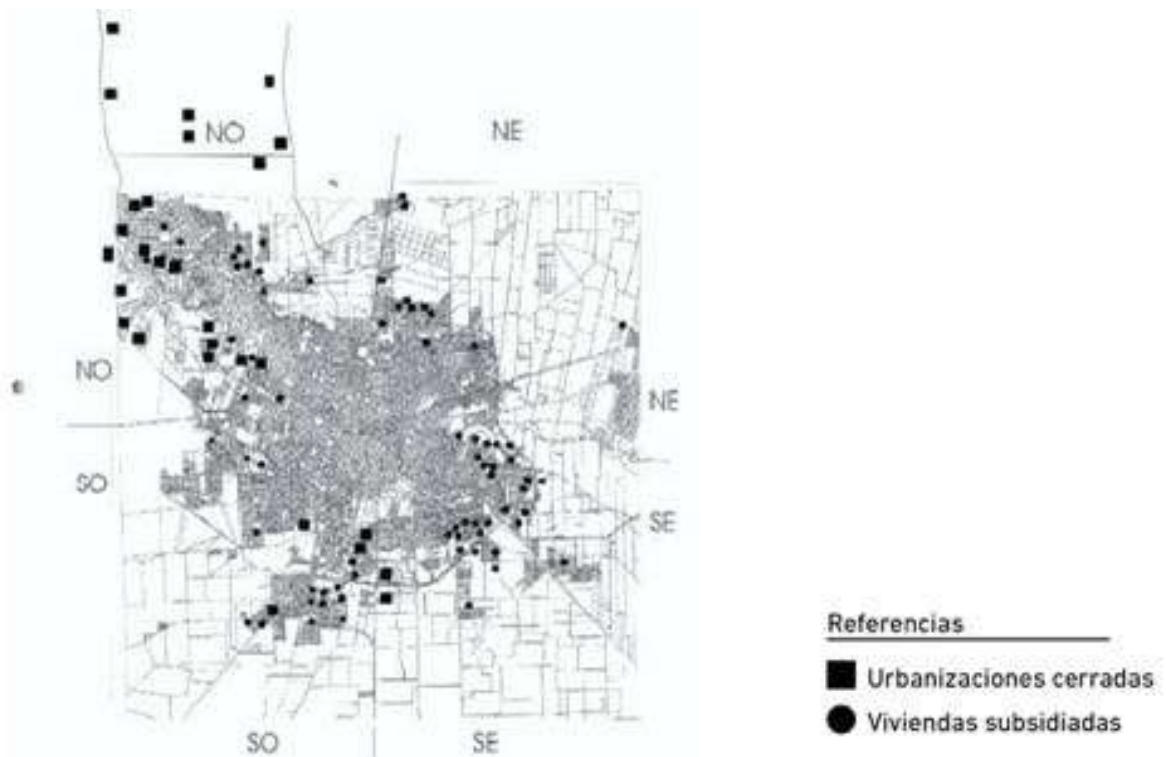 NO
NE
NO
NE
SO
SE
SO
SE
Referencias
Urbanizaciones cerradas
Viviendas subsidiadas